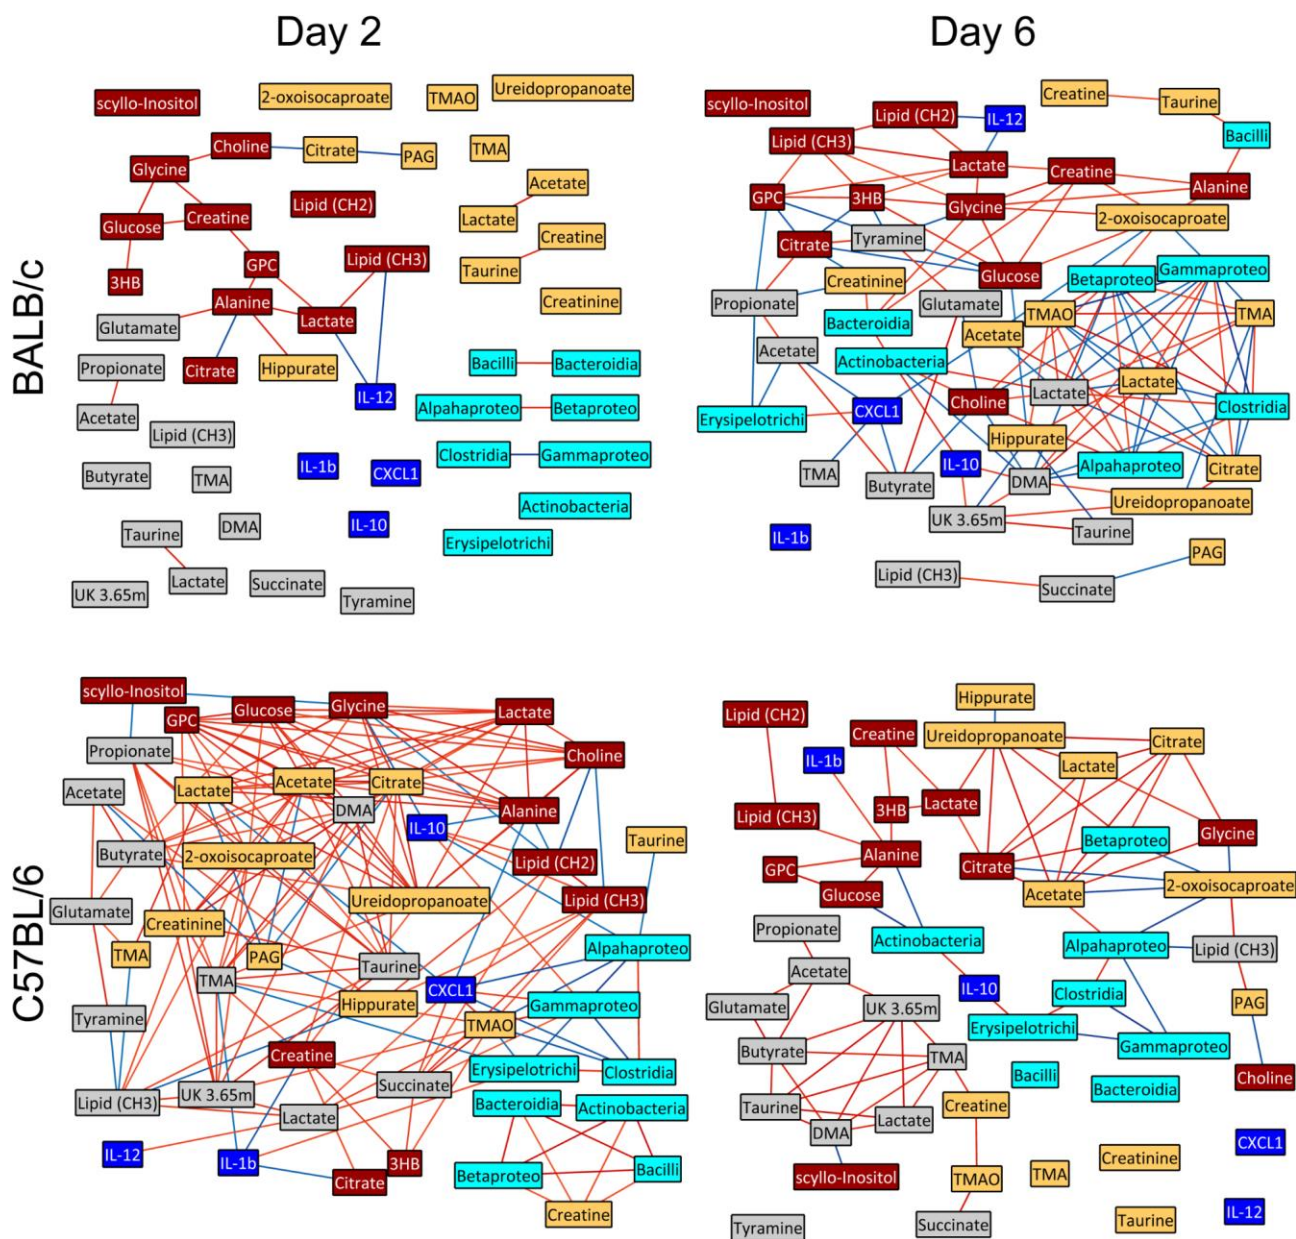 Day 2
Day 6
BALB/c
scyllo-Inositol
2-oxoisocaproate
TMAO
Ureidopropanoate
Choline
Citrate
PAG
TMA
Glycine
Acetate
Lipid (CH2)
Lactate
Glucose
Creatine
Creatine
GPC
Lipid (CH3)
Taurine
3HB
Alanine
Creatinine
Glutamate
Lactate
Propionate
Citrate
Hippurate
Bacilli
Bacteroidia
IL-12
Acetate
Alpahaproteo
Betaproteo
Lipid (CH3)
Clostridia
Gammaproteo
Butyrate
TMA
IL-1b
CXCL1
Actinobacteria
Taurine
DMA
IL-10
Erysipelotrichi
Lactate
Succinate
UK 3.65m
Tyramine
scyllo-Inositol
Lipid (CH2)
IL-12
Creatine
Taurine
Bacilli
Lipid (CH3)
Lactate
Creatine
Alanine
GPC
3HB
Glycine
2-oxoisocaproate
Citrate
Tyramine
Glucose
Betaproteo
Gammaproteo
Creatinine
Propionate
Glutamate
Bacteroidia
TMAO
TMA
Acetate
Acetate
Actinobacteria
Lactate
Lactate
Erysipelotrichi
CXCL1
Choline
Clostridia
Hippurate
TMA
Butyrate
IL-10
DMA
Alpahaproteo
Citrate
Ureidopropanoate
UK 3.65m
Taurine
IL-1b
PAG
Lipid (CH3)
Succinate
C57BL/6
scyllo-Inositol
GPC
Glucose
Glycine
Lactate
Propionate
Choline
Acetate
Lactate
Acetate
Citrate
DMA
Alanine
IL-10
Taurine
Butyrate
2-oxoisocaproate
Lipid (CH2)
Glutamate
Ureidopropanoate
Lipid (CH3)
Creatinine
TMA
PAG
Taurine
Alpahaproteo
TMA
CXCL1
Tyramine
Hippurate
TMAO
Gammaproteo
Creatine
Lipid (CH3)
UK 3.65m
Succinate
Erysipelotrichi
Clostridia
Lactate
Bacteroidia
Actinobacteria
IL-12
IL-1b
3HB
Citrate
Betaproteo
Bacilli
Creatine
Hippurate
Lipid (CH2)
Creatine
Ureidopropanoate
Citrate
IL-1b
Lactate
Lipid (CH3)
3HB
Lactate
Alanine
Betaproteo
Glycine
GPC
Glucose
Citrate
Acetate
2-oxoisocaproate
Propionate
Actinobacteria
Alpahaproteo
Lipid (CH3)
Acetate
IL-10
Clostridia
PAG
Glutamate
UK 3.65m
Erysipelotrichi
Gammaproteo
Butyrate
TMA
Bacilli
Bacteroidia
Choline
Taurine
Lactate
Creatine
DMA
CXCL1
scyllo-Inositol
TMAO
TMA
Creatinine
Tyramine
Succinate
Taurine
IL-12